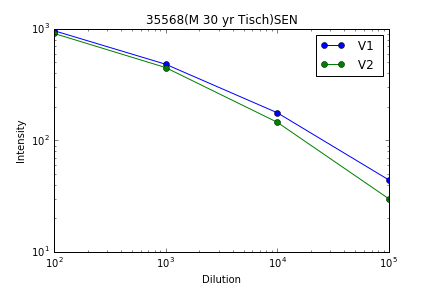 35568(M 30 yr Tisch)SEN
10³
V1
V2
Intensity
10²
10¹
10² 10³ 10⁴ 10⁵
Dilution